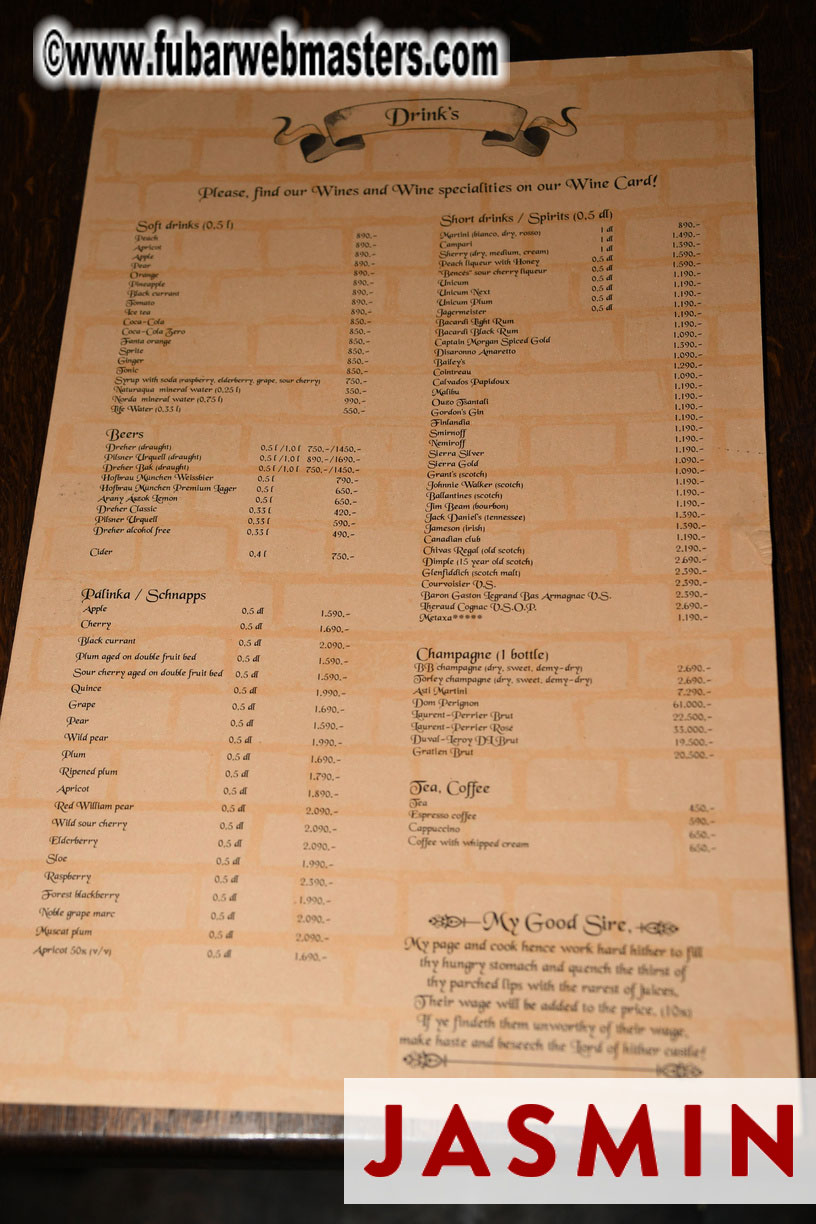 ©www.fubarwebmasters.com
Drink's
Please, find our Wines and Wine specialities on our Wine Card!
Soft drinks (0,5 l)
Peach 890.-
Apricot 890.-
Apple 890.-
Pear 890.-
Orange 890.-
Pineapple 890.-
Black currant 890.-
Tomato 890.-
Ice tea 890.-
Coca-Cola 850.-
Coca-Cola Zero 850.-
Fanta orange 850.-
Sprite 850.-
Ginger 850.-
Tonic 850.-
Syrup with soda (raspberry, elderberry, grape, sour cherry) 750.-
Naturaqua mineral water (0,25 l) 350.-
Norda mineral water (0,75 l) 990.-
Life Water (0,33 l) 550.-
Beers
Dreher (draught) 0,5 l /1,0 l 750.-/1450.-
Pilsner Urquell (draught) 0,5 l /1,0 l 890.-/1690.-
Dreher Bak (draught) 0,5 l /1,0 l 750.-/1450.-
Hofbrau Munchen Weissbier 0,5 l 790.-
Hofbrau Munchen Premium Lager 0,5 l 650.-
Arany Aszok Lemon 0,5 l 650.-
Dreher Classic 0,33 l 420.-
Pilsner Urquell 0,33 l 590.-
Dreher alcohol free 0,33 l 490.-
Cider 0,4 l 750.-
Pálinka / Schnapps
Apple 0,5 dl 1.590.-
Cherry 0,5 dl 1.690.-
Black currant 0,5 dl 2.090.-
Plum aged on double fruit bed 0,5 dl 1.590.-
Sour cherry aged on double fruit bed 0,5 dl 1.590.-
Quince 0,5 dl 1.990.-
Grape 0,5 dl 1.690.-
Pear 0,5 dl 1.590.-
Wild pear 0,5 dl 1.990.-
Plum 0,5 dl 1.690.-
Ripened plum 0,5 dl 1.790.-
Apricot 0,5 dl 1.890.-
Red William pear 0,5 dl 2.090.-
Wild sour cherry 0,5 dl 2.090.-
Elderberry 0,5 dl 2.090.-
Sloe 0,5 dl 1.990.-
Raspberry 0,5 dl 2.390.-
Forest blackberry 0,5 dl 1.990.-
Noble grape marc 0,5 dl 2.090.-
Muscat plum 0,5 dl 2.090.-
Apricot 50% (v/v) 0,5 dl 1.690.-
Short drinks / Spirits (0,5 dl)
Martini (bianco, dry, rosso) 1 dl 890.-
Campari 1 dl 1.490.-
Sherry (dry, medium, cream) 1 dl 1.390.-
Peach liqueur with Honey 0,5 dl 1.590.-
"Bences" sour cherry liqueur 0,5 dl 1.590.-
Unicum 0,5 dl 1.190.-
Unicum Next 0,5 dl 1.190.-
Unicum Plum 0,5 dl 1.190.-
Jägermeister 0,5 dl 1.190.-
Bacardi Light Rum 1.190.-
Bacardi Black Rum 1.190.-
Captain Morgan Spiced Gold 1.090.-
Disaronno Amaretto 1.390.-
Bailey's 1.090.-
Cointreau 1.290.-
Calvados Papidoux 1.090.-
Malibu 1.190.-
Ouzo Tsantali 1.190.-
Gordon's Gin 1.190.-
Finlandia 1.190.-
Smirnoff 1.190.-
Nemiroff 1.190.-
Sierra Silver 1.190.-
Sierra Gold 1.190.-
Grant's (scotch) 1.090.-
Johnnie Walker (scotch) 1.190.-
Ballantines (scotch) 1.190.-
Jim Beam (bourbon) 1.190.-
Jack Daniel's (tennessee) 1.390.-
Jameson (irish) 1.390.-
Canadian club 1.190.-
Chivas Regal (old scotch) 2.190.-
Dimple (15 year old scotch) 2.690.-
Glenfiddich (scotch malt) 2.390.-
Courvoisier V.S. 2.390.-
Baron Gaston Legrand Bas Armagnac V.S. 2.390.-
Lheraud Cognac V.S.O.P. 2.690.-
Metaxa***** 1.190.-
Champagne (1 bottle)
BB champagne (dry, sweet, demy-dry) 2.690.-
Törley champagne (dry, sweet, demy-dry) 2.690.-
Asti Martini 7.290.-
Dom Perignon 61.000.-
Laurent-Perrier Brut 22.500.-
Laurent-Perrier Rosé 33.000.-
Duval-Leroy DL Brut 19.500.-
Gratien Brut 20.500.-
Tea, Coffee
Tea 450.-
Espresso coffee 590.-
Cappuccino 650.-
Coffee with whipped cream 650.-
My Good Sire,
My page and cook hence work hard hither to fill
thy hungry stomach and quench the thirst of
thy parched lips with the rarest of juices,
Their wage will be added to the price, (10%)
If ye findeth them unworthy of their wage,
make haste and beseech the Lord of hither castle!
JASMIN